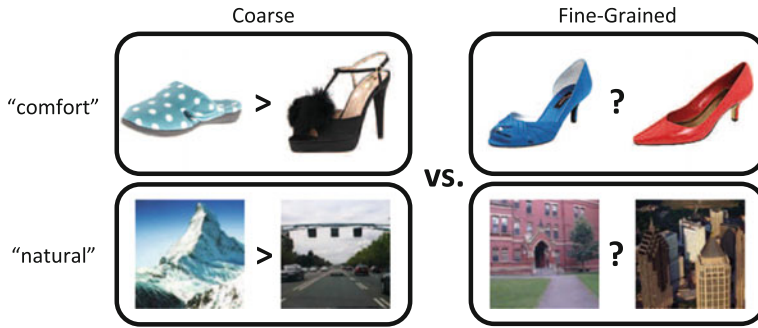 Coarse
Fine-Grained
“comfort”
>
?
vs.
“natural”
>
?